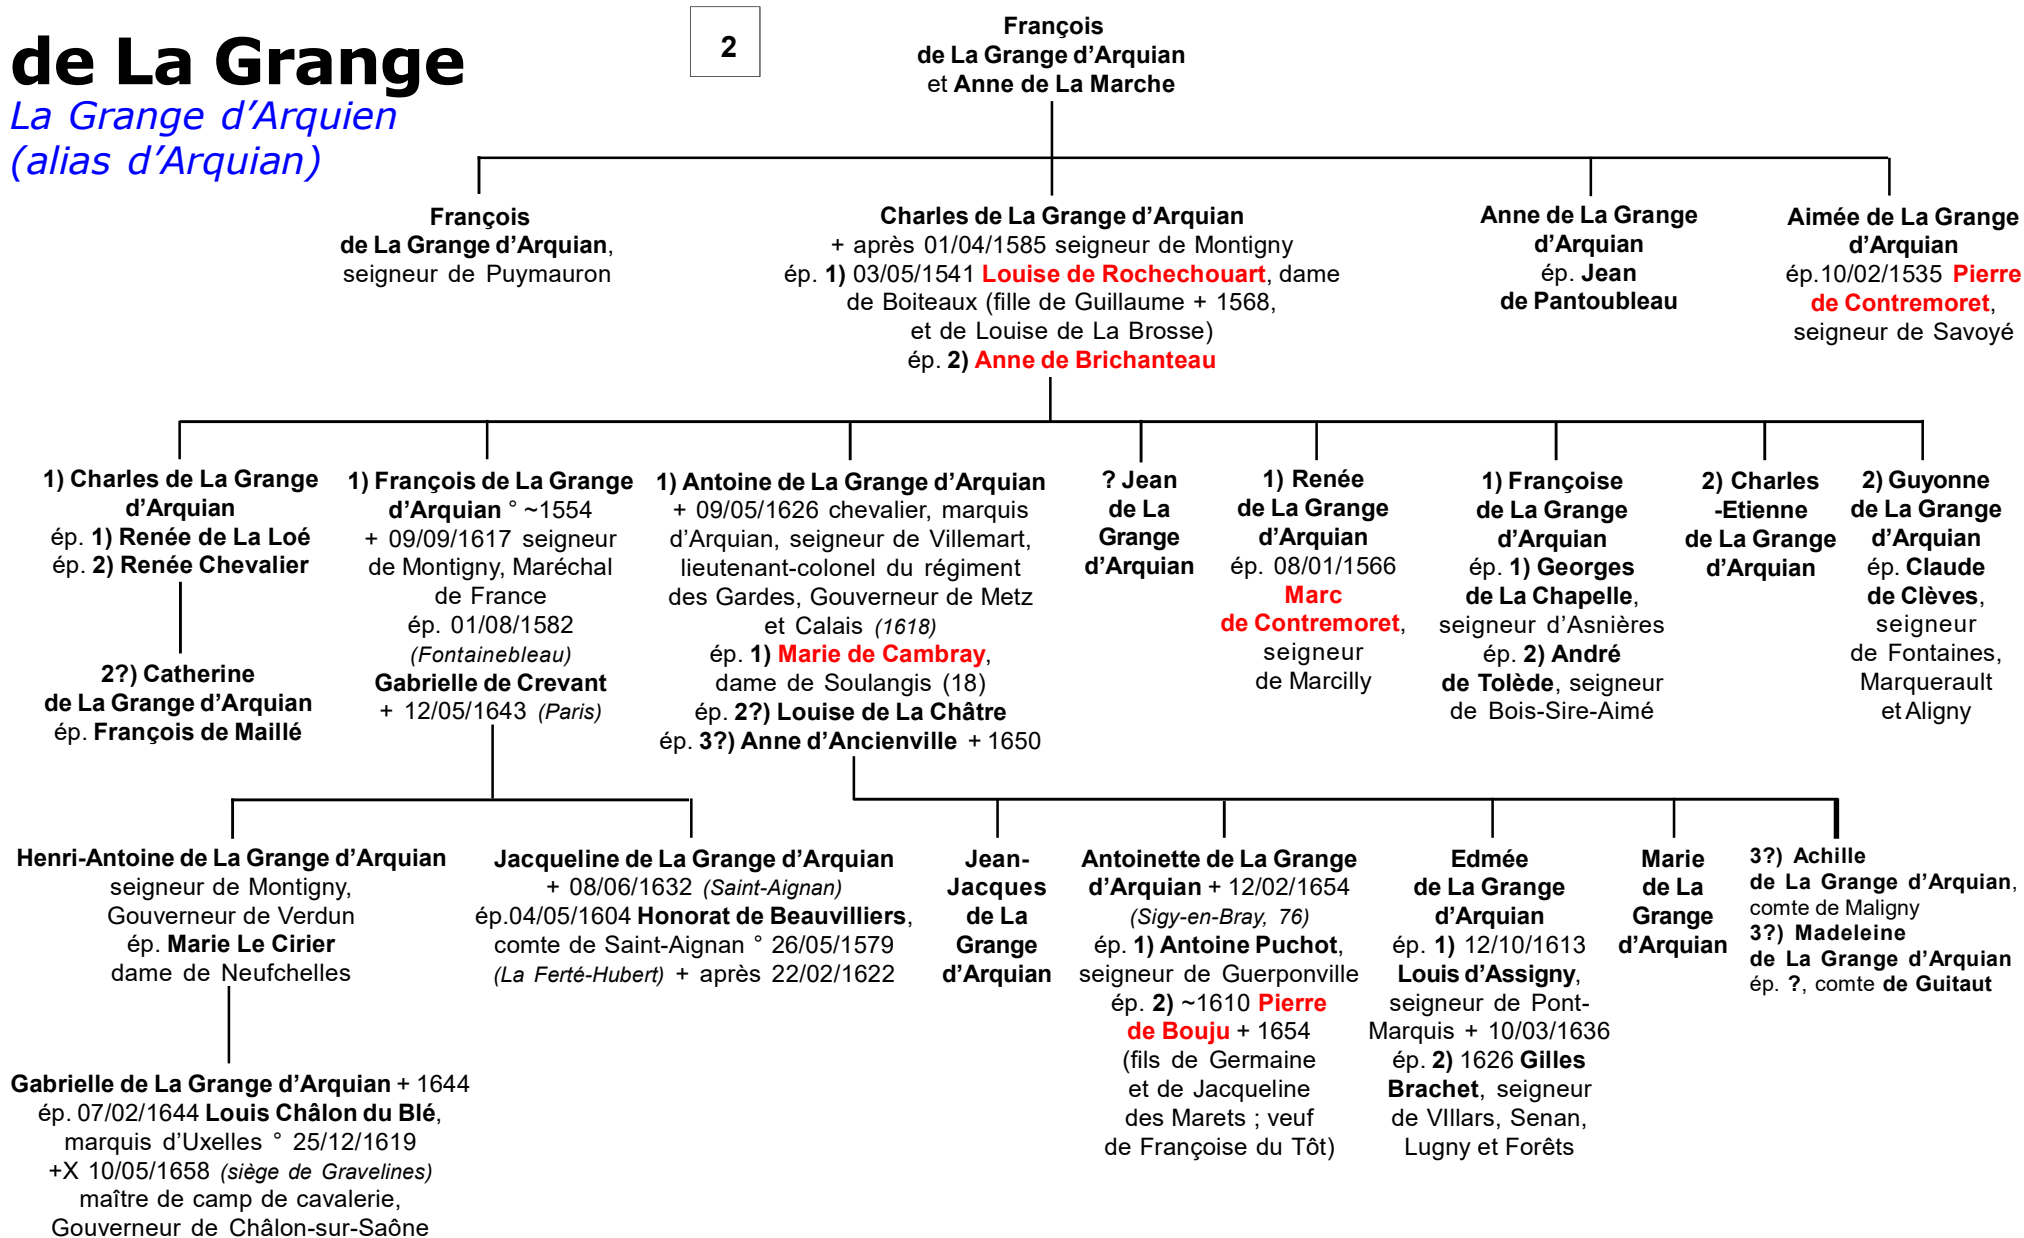 de La Grange
La Grange d’Arquien
(alias d’Arquian)
2
François
de La Grange d’Arquian
et Anne de La Marche
François
de La Grange d’Arquian,
seigneur de Puymauron
Charles de La Grange d’Arquian
+ après 01/04/1585 seigneur de Montigny
ép. 1) 03/05/1541 Louise de Rochechouart, dame
de Boiteaux (fille de Guillaume + 1568,
et de Louise de La Brosse)
ép. 2) Anne de Brichanteau
Anne de La Grange
d’Arquian
ép. Jean
de Pantoubleau
Aimée de La Grange
d’Arquian
ép.10/02/1535 Pierre
de Contremoret,
seigneur de Savoyé
1) Charles de La Grange
d’Arquian
ép. 1) Renée de La Loé
ép. 2) Renée Chevalier
2?) Catherine
de La Grange d’Arquian
ép. François de Maillé
1) François de La Grange
d’Arquian ° ~1554
+ 09/09/1617 seigneur
de Montigny, Maréchal
de France
ép. 01/08/1582
(Fontainebleau)
Gabrielle de Crevant
+ 12/05/1643 (Paris)
1) Antoine de La Grange d’Arquian
+ 09/05/1626 chevalier, marquis
d’Arquian, seigneur de Villemart,
lieutenant-colonel du régiment
des Gardes, Gouverneur de Metz
et Calais (1618)
ép. 1) Marie de Cambray,
dame de Soulangis (18)
ép. 2?) Louise de La Châtre
ép. 3?) Anne d’Ancienville + 1650
? Jean
de La
Grange
d’Arquian
1) Renée
de La Grange
d’Arquian
ép. 08/01/1566
Marc
de Contremoret,
seigneur
de Marcilly
1) Françoise
de La Grange
d’Arquian
ép. 1) Georges
de La Chapelle,
seigneur d’Asnières
ép. 2) André
de Tolède, seigneur
de Bois-Sire-Aimé
2) Charles
-Etienne
de La Grange
d’Arquian
2) Guyonne
de La Grange
d’Arquian
ép. Claude
de Clèves,
seigneur
de Fontaines,
Marquerault
et Aligny
Henri-Antoine de La Grange d’Arquian
seigneur de Montigny,
Gouverneur de Verdun
ép. Marie Le Cirier
dame de Neufchelles
Gabrielle de La Grange d’Arquian + 1644
ép. 07/02/1644 Louis Châlon du Blé,
marquis d’Uxelles ° 25/12/1619
+X 10/05/1658 (siège de Gravelines)
maître de camp de cavalerie,
Gouverneur de Châlon-sur-Saône
Jacqueline de La Grange d’Arquian
+ 08/06/1632 (Saint-Aignan)
ép.04/05/1604 Honorat de Beauvilliers,
comte de Saint-Aignan ° 26/05/1579
(La Ferté-Hubert) + après 22/02/1622
Jean-
Jacques
de La
Grange
d’Arquian
Antoinette de La Grange
d’Arquian + 12/02/1654
(Sigy-en-Bray, 76)
ép. 1) Antoine Puchot,
seigneur de Guerponville
ép. 2) ~1610 Pierre
de Bouju + 1654
(fils de Germaine
et de Jacqueline
des Marets ; veuf
de Françoise du Tôt)
Edmée
de La Grange
d’Arquian
ép. 1) 12/10/1613
Louis d’Assigny,
seigneur de Pont-
Marquis + 10/03/1636
ép. 2) 1626 Gilles
Brachet, seigneur
de VIllars, Senan,
Lugny et Forêts
Marie
de La
Grange
d’Arquian
3?) Achille
de La Grange d’Arquian,
comte de Maligny
3?) Madeleine
de La Grange d’Arquian
ép. ?, comte de Guitaut